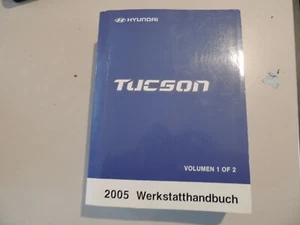 HYUNDAI
TUCSON
VOLUMEN 1 OF 2
2005 Werkstatthandbuch